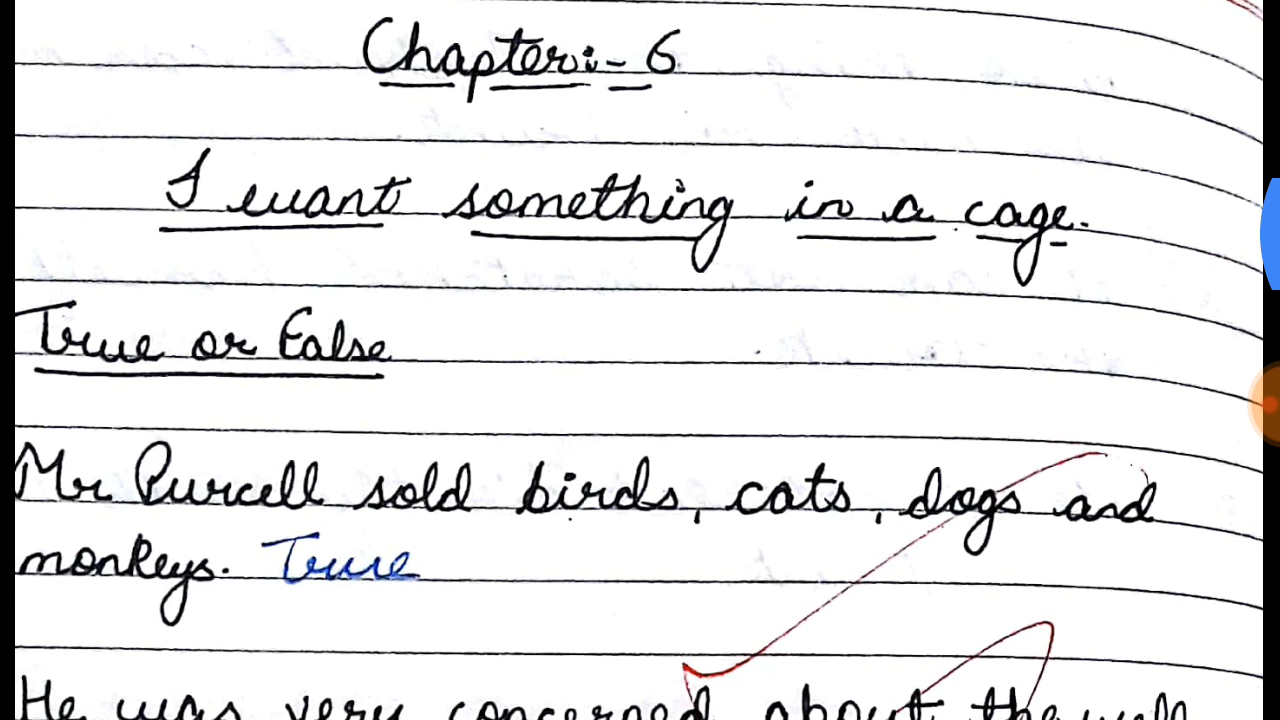 Chapter:- 6
I want something in a cage.
True or False
Mr Purcell sold birds, cats, dogs and
monkeys. True
He was very concerned about the well